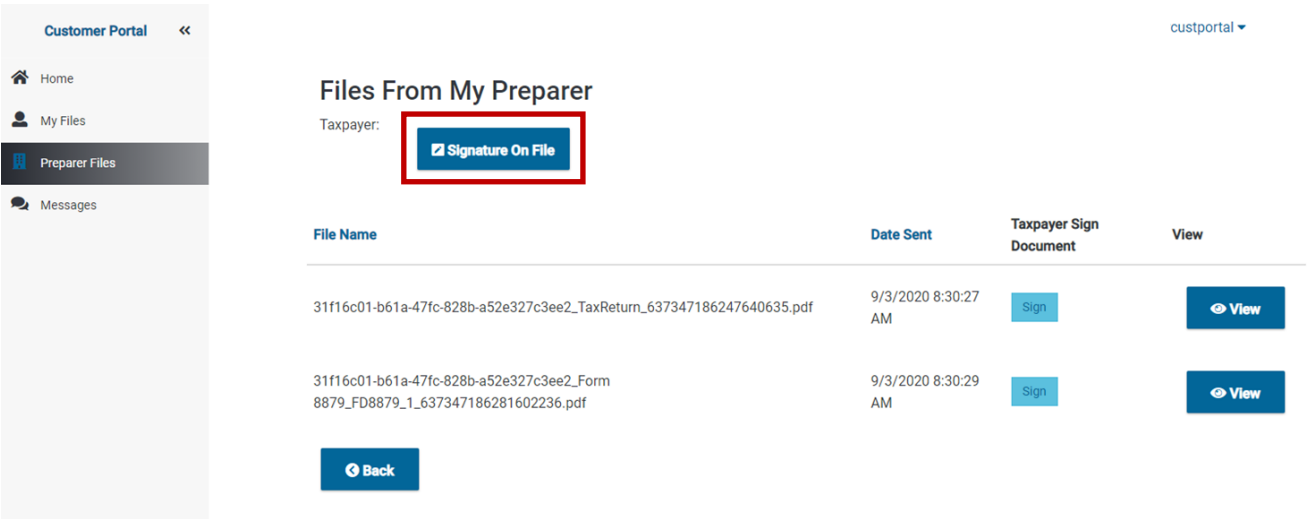 Customer Portal «
custportal
Home
My Files
Preparer Files
Messages
Files From My Preparer
Taxpayer:
Signature On File
File Name
Date Sent
Taxpayer Sign
Document
View
31f16c01-b61a-47fc-828b-a52e327c3ee2_TaxReturn_637347186247640635.pdf
9/3/2020 8:30:27
AM
Sign
View
31f16c01-b61a-47fc-828b-a52e327c3ee2_Form
8879_FD8879_1_637347186281602236.pdf
9/3/2020 8:30:29
AM
Sign
View
Back